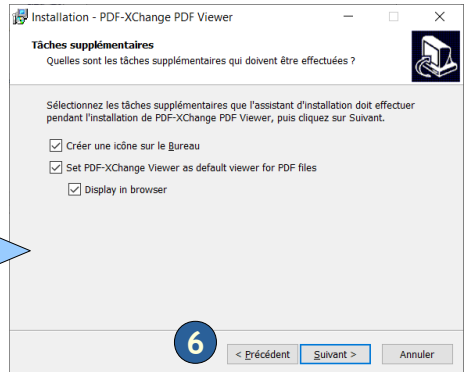 Installation - PDF-XChange PDF Viewer
Tâches supplémentaires
Quelles sont les tâches supplémentaires qui doivent être effectuées ?
Sélectionnez les tâches supplémentaires que l'assistant d'installation doit effectuer
pendant l'installation de PDF-XChange PDF Viewer, puis cliquez sur Suivant.
Créer une icône sur le Bureau
Set PDF-XChange Viewer as default viewer for PDF files
Display in browser
6
< Précédent
Suivant >
Annuler